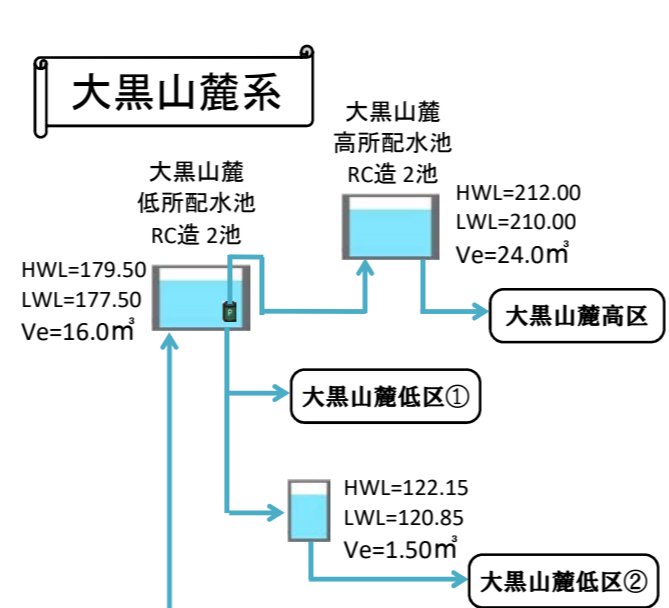 大黒山麓系
大黒山麓
高所配水池
RC造 2池
HWL=212.00
LWL=210.00
Ve=24.0㎥
大黒山麓
低所配水池
RC造 2池
HWL=179.50
LWL=177.50
Ve=16.0㎥
P
大黒山麓高区
大黒山麓低区①
HWL=122.15
LWL=120.85
Ve=1.50㎥
大黒山麓低区②